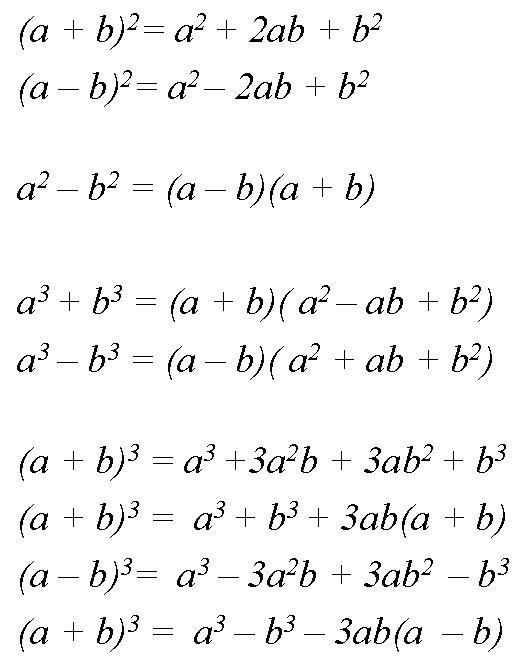 (a + b)²= a² + 2ab + b²
(a – b)²= a² – 2ab + b²
a² – b² = (a – b)(a + b)
a³ + b³ = (a + b)( a² – ab + b²)
a³ – b³ = (a – b)( a² + ab + b²)
(a + b)³ = a³ +3a²b + 3ab² + b³
(a + b)³ = a³ + b³ + 3ab(a + b)
(a – b)³= a³ – 3a²b + 3ab² – b³
(a + b)³ = a³ – b³ – 3ab(a – b)